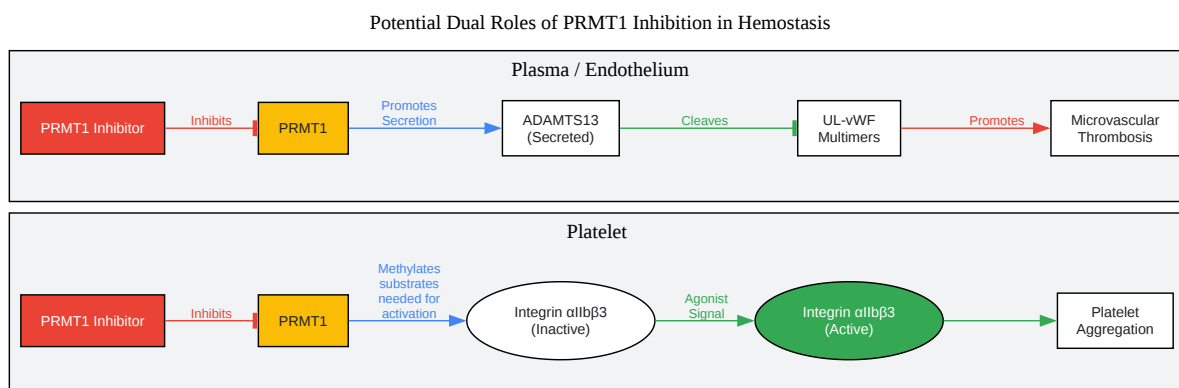 Potential Dual Roles of PRMT1 Inhibition in Hemostasis
Plasma / Endothelium
PRMT1 Inhibitor
Inhibits
PRMT1
Promotes
Secretion
ADAMTS13
(Secreted)
Cleaves
UL-vWF
Multimers
Promotes
Microvascular
Thrombosis
Platelet
PRMT1 Inhibitor
Inhibits
PRMT1
Methylates
substrates
needed for
activation
Integrin αIIbβ3
(Inactive)
Agonist
Signal
Integrin αIIbβ3
(Active)
Platelet
Aggregation